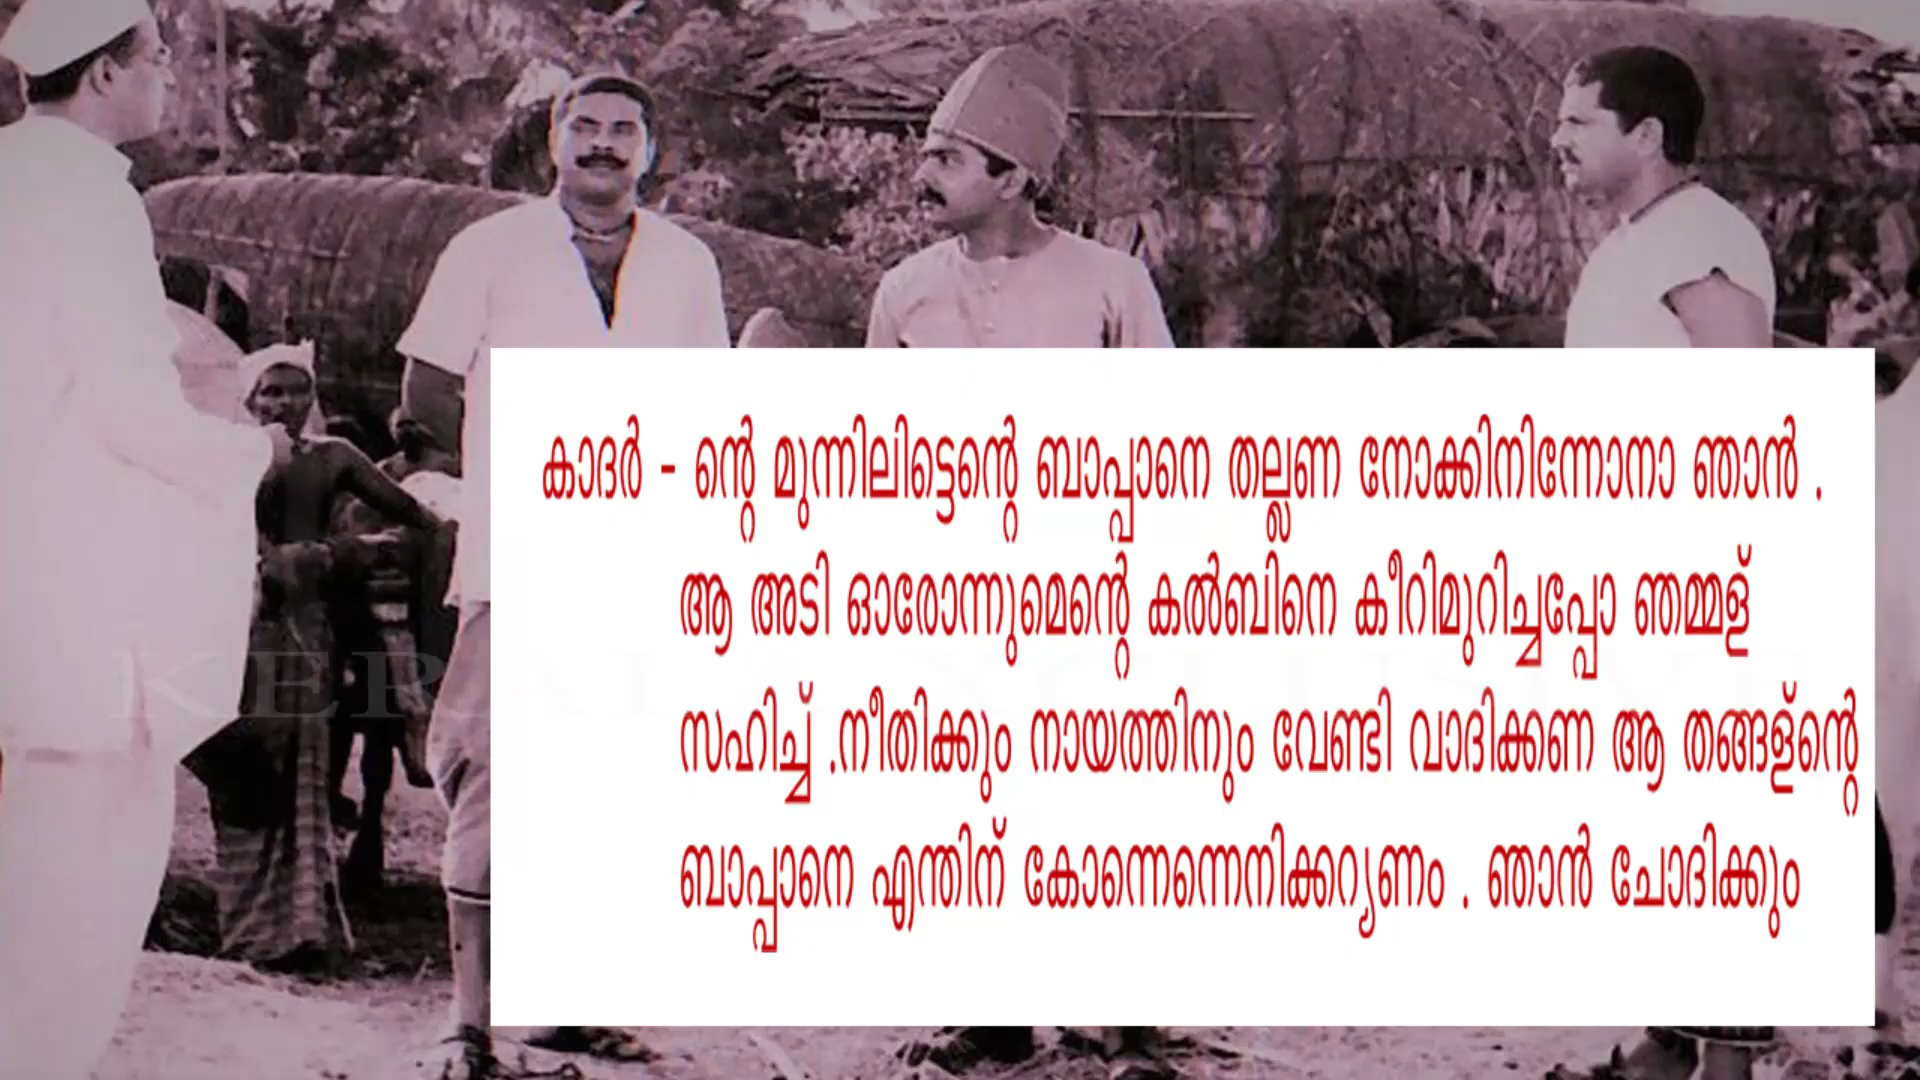 കാദർ - ന്റെ മുന്നിലിട്ടെന്റെ ബാപ്പാനെ തല്ലണ നോക്കിനിന്നോനാ ഞാൻ .
ആ അടി ഓരോന്നുമെന്റെ കൽബിനെ കീറിമുറിച്ചപ്പോ ഞമ്മള്
സഹിച്ച് .നീതിക്കും നായത്തിനും വേണ്ടി വാദിക്കണ ആ തങ്ങള്ന്റെ
ബാപ്പാനെ എന്തിന് കോന്നെന്നെനിക്കറ്യണം . ഞാൻ ചോദിക്കും